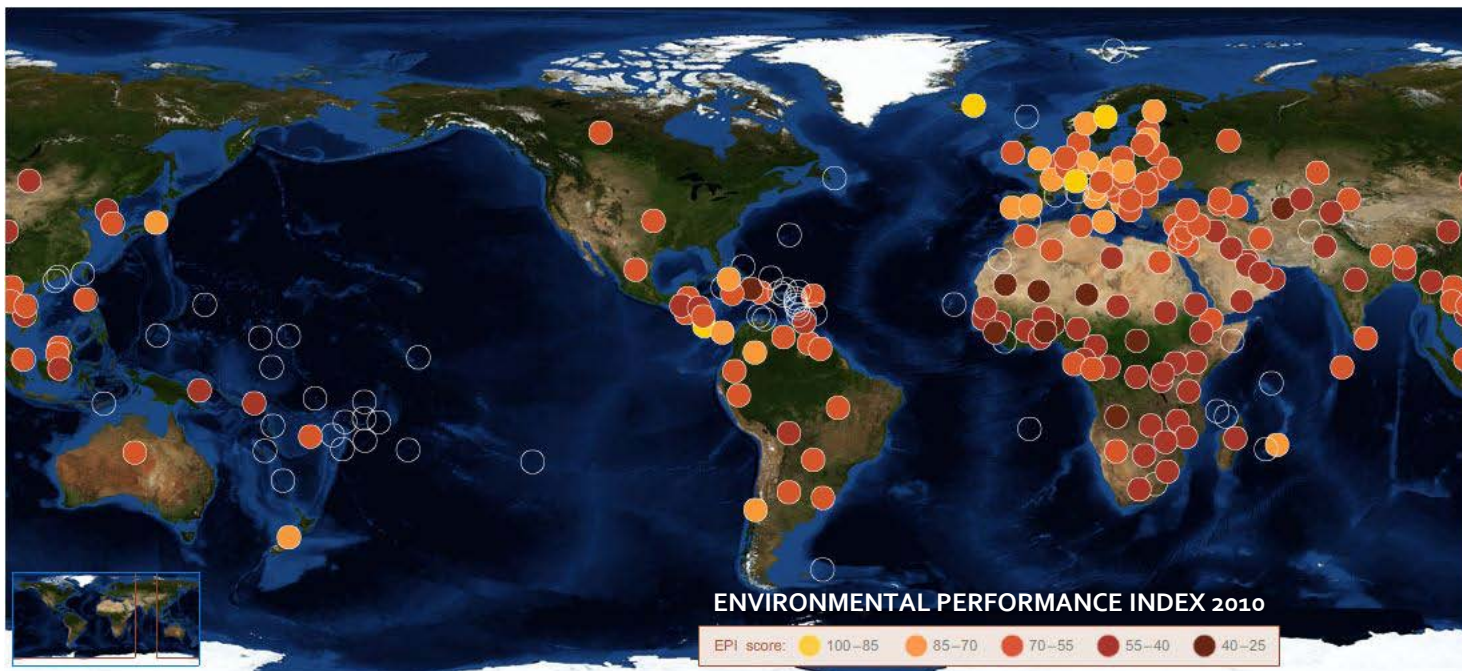 ENVIRONMENTAL PERFORMANCE INDEX 2010
EPI score: 100–85 85–70 70–55 55–40 40–25